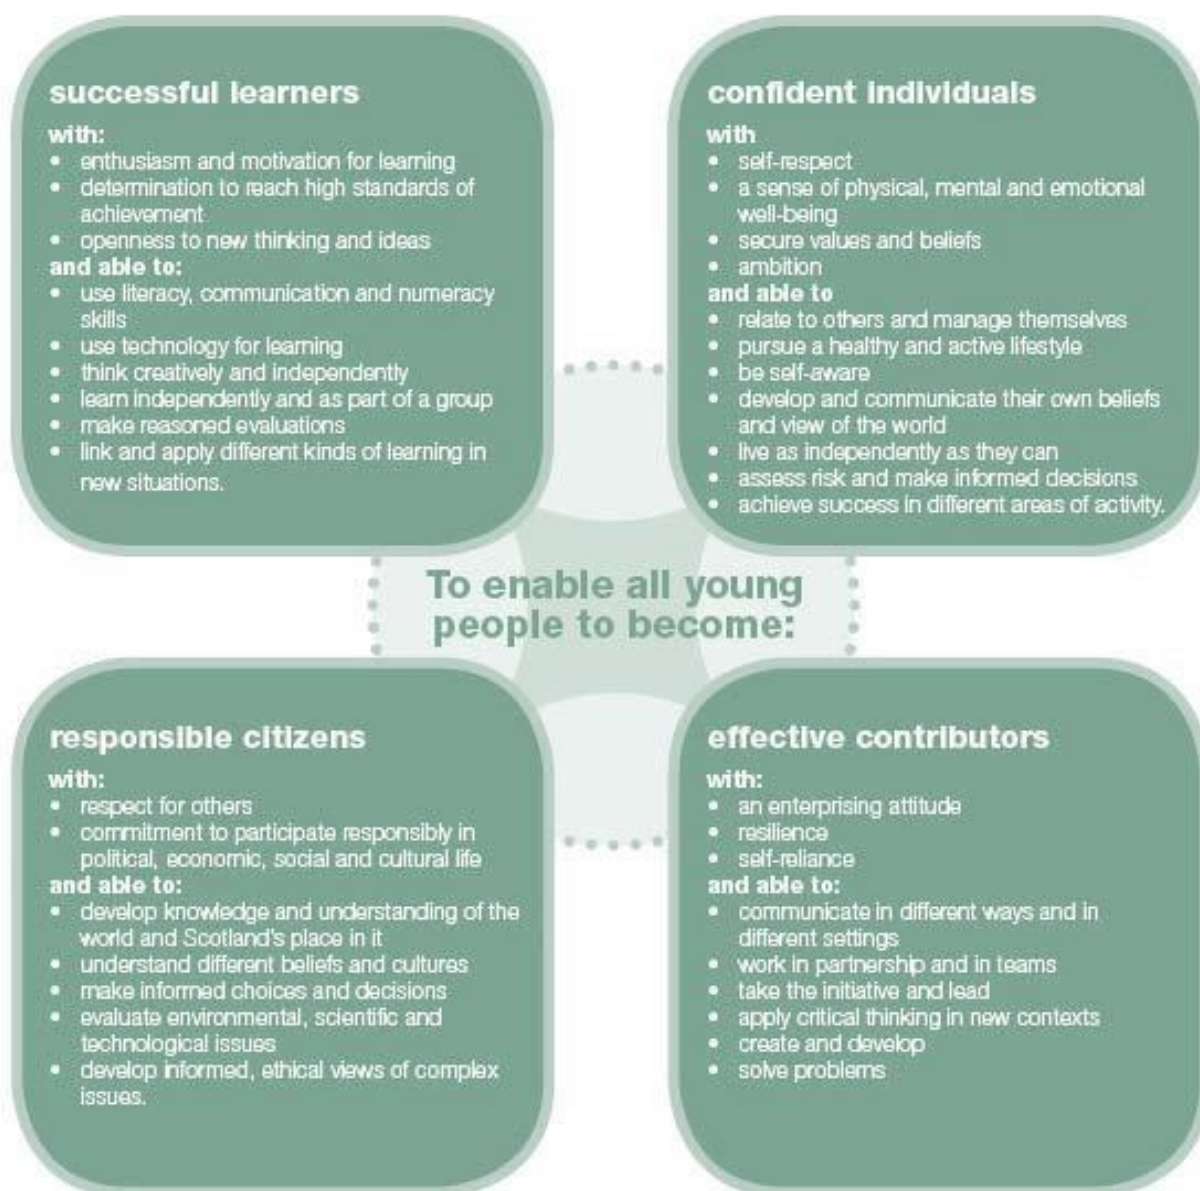 successful learners
with:
• enthusiasm and motivation for learning
• determination to reach high standards of
achievement
• openness to new thinking and ideas
and able to:
• use literacy, communication and numeracy
skills
• use technology for learning
• think creatively and independently
• learn independently and as part of a group
• make reasoned evaluations
• link and apply different kinds of learning in
new situations.
confident individuals
with
• self-respect
• a sense of physical, mental and emotional
well-being
• secure values and beliefs
• ambition
and able to
• relate to others and manage themselves
• pursue a healthy and active lifestyle
• be self-aware
• develop and communicate their own beliefs
and view of the world
• live as independently as they can
• assess risk and make informed decisions
• achieve success in different areas of activity.
To enable all young
people to become:
responsible citizens
with:
• respect for others
• commitment to participate responsibly in
political, economic, social and cultural life
and able to:
• develop knowledge and understanding of the
world and Scotland's place in it
• understand different beliefs and cultures
• make informed choices and decisions
• evaluate environmental, scientific and
technological issues
• develop informed, ethical views of complex
issues.
effective contributors
with:
• an enterprising attitude
• resilience
• self-reliance
and able to:
• communicate in different ways and in
different settings
• work in partnership and in teams
• take the initiative and lead
• apply critical thinking in new contexts
• create and develop
• solve problems